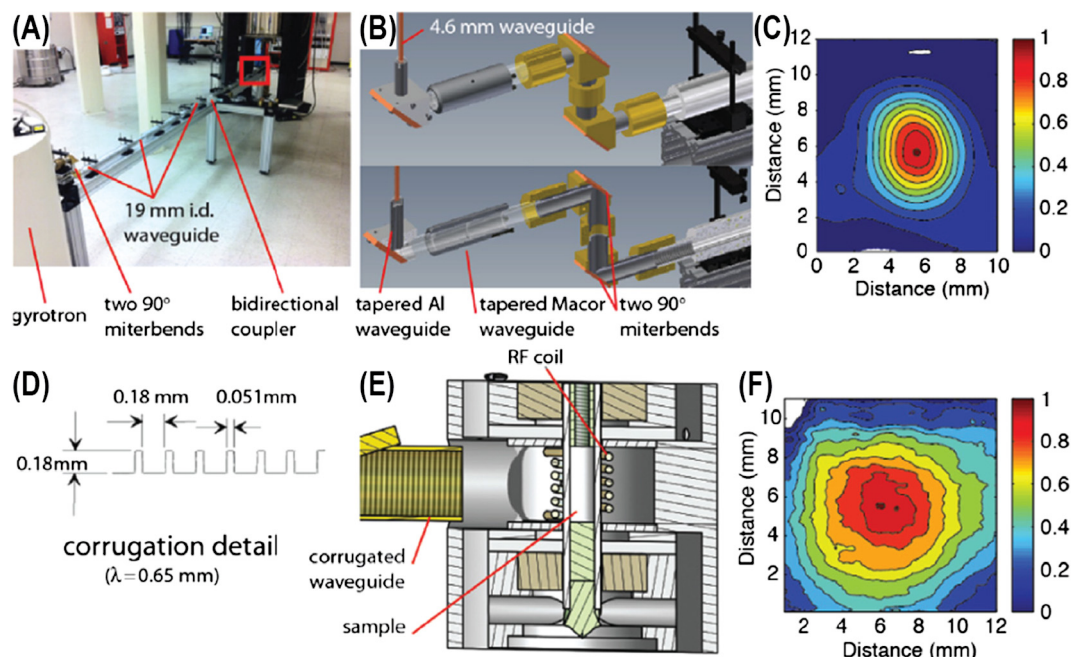 (A)
19 mm i.d.
waveguide
gyrotron
two 90°
miterbends
bidirectional
coupler
(B)
4.6 mm waveguide
tapered Al
waveguide
tapered Macor
waveguide
two 90°
miterbends
(C)
12
10
8
6
4
2
0
Distance (mm)
0 2 4 6 8 10
Distance (mm)
1
0.8
0.6
0.4
0.2
0
(D)
0.18 mm
0.051mm
0.18mm
corrugation detail
(λ = 0.65 mm)
(E)
RF coil
corrugated
waveguide
sample
(F)
10
8
6
4
2
Distance (mm)
2 4 6 8 10 12
Distance (mm)
1
0.8
0.6
0.4
0.2
0